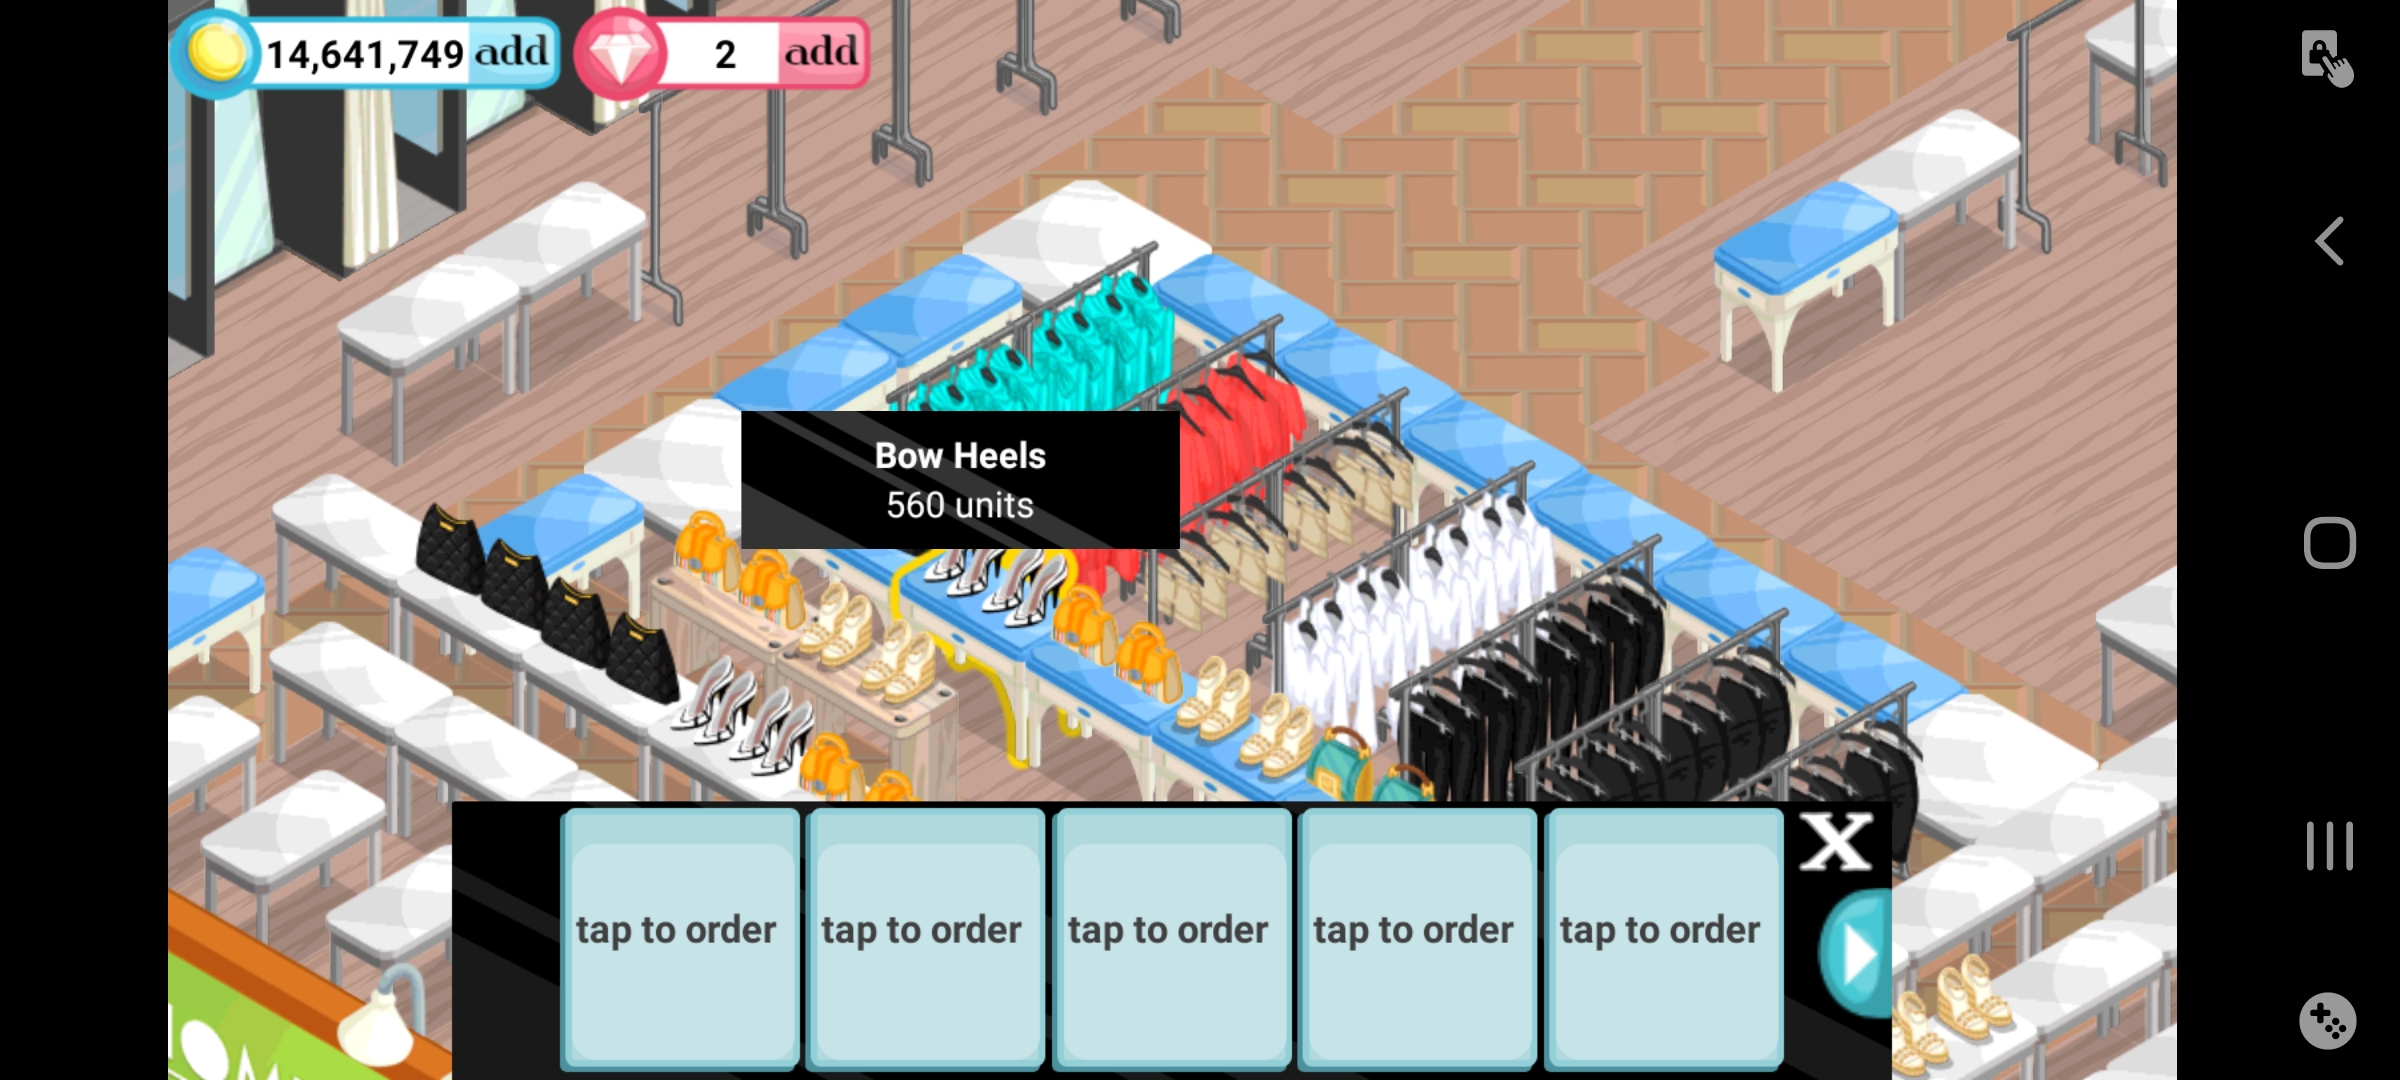 14,641,749 add
2 add
Bow Heels
560 units
tap to order
tap to order
tap to order
tap to order
tap to order
X